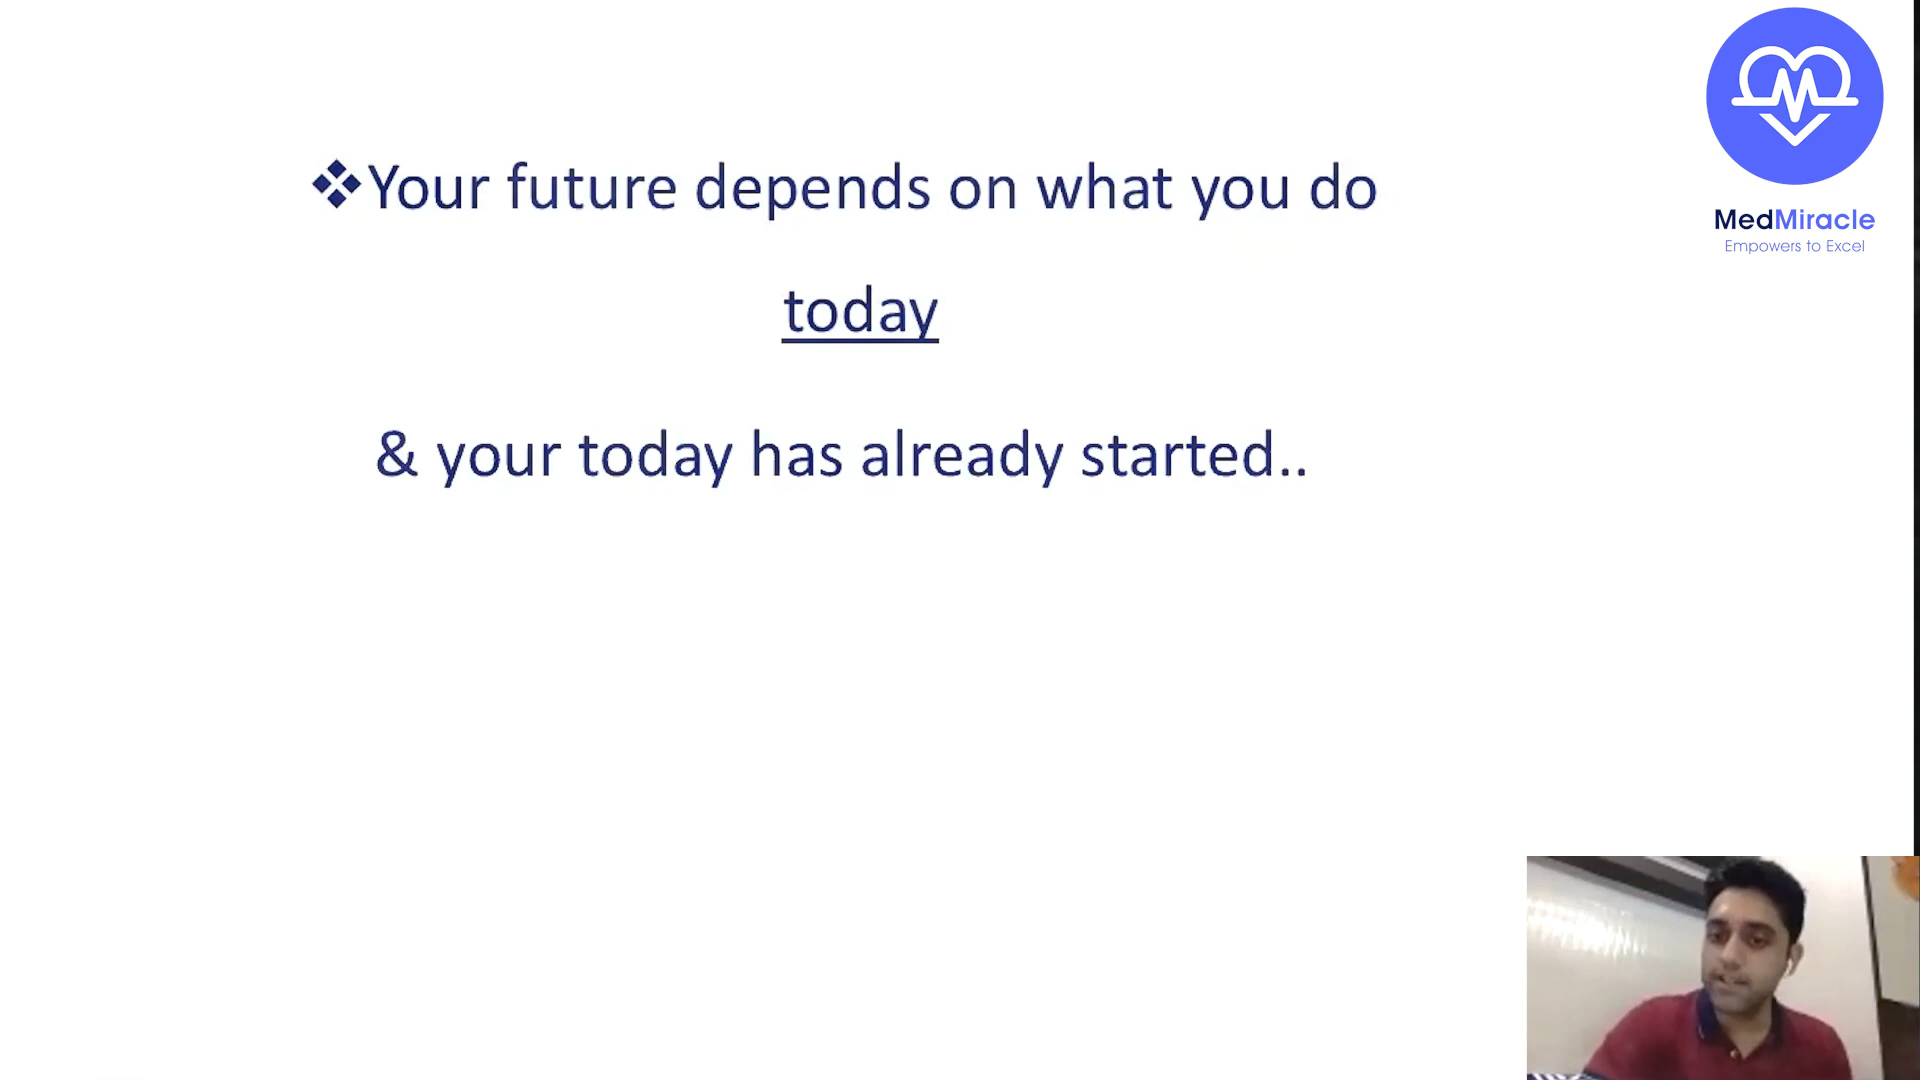 ❖Your future depends on what you do
today
& your today has already started..
MedMiracle
Empowers to Excel